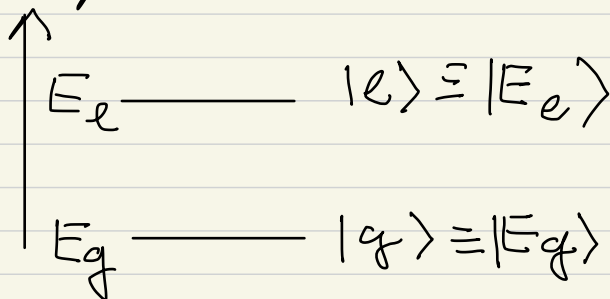 E_e |e⟩ ≡ |E_e⟩
E_g |g⟩ ≡ |E_g⟩